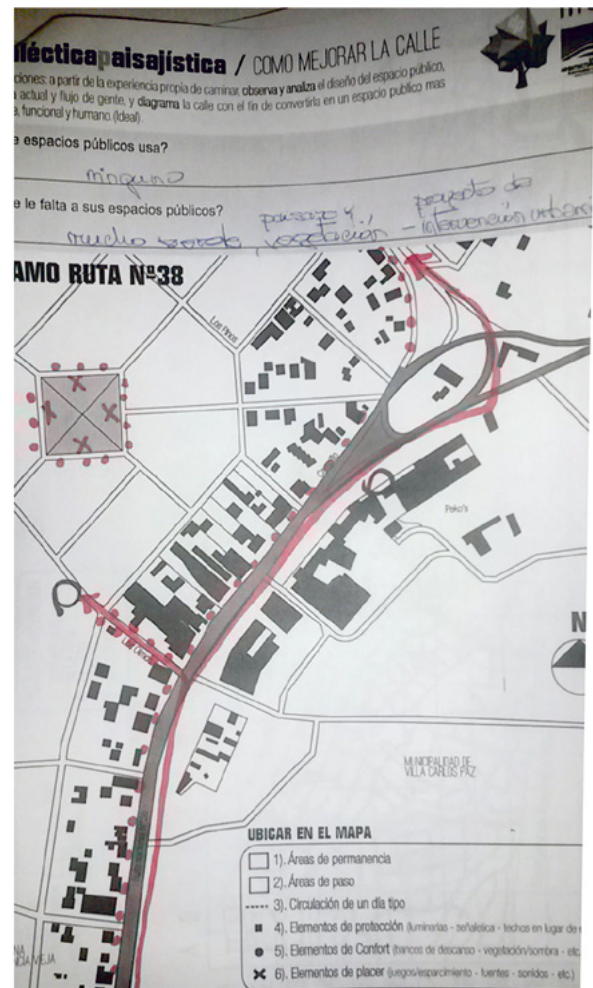 lécticapaisajística / COMO MEJORAR LA CALLE
ciones: a partir de la experiencia propia de caminar, observa y analiza el diseño del espacio público,
actual y flujo de gente, y diagrama la calle con el fin de convertirla en un espacio publico mas
, funcional y humano. (Ideal).
e espacios públicos usa?
ninguno
e le falta a sus espacios públicos?
paisaje y proyecto de
mucho verde, vegetación - intervención urban
AMO RUTA Nº38
Los Pinos
Peko's
N
MUNICIPALIDAD DE
VILLA CARLOS PAZ
UBICAR EN EL MAPA
1). Áreas de permanencia
2). Áreas de paso
3). Circulación de un día tipo
4). Elementos de protección (luminarias - señalética - techos en lugar de
5). Elementos de Confort (bancos de descanso - vegetación/sombra - etc
6). Elementos de placer (juegos/esparcimiento - fuentes - sonidos - etc.)